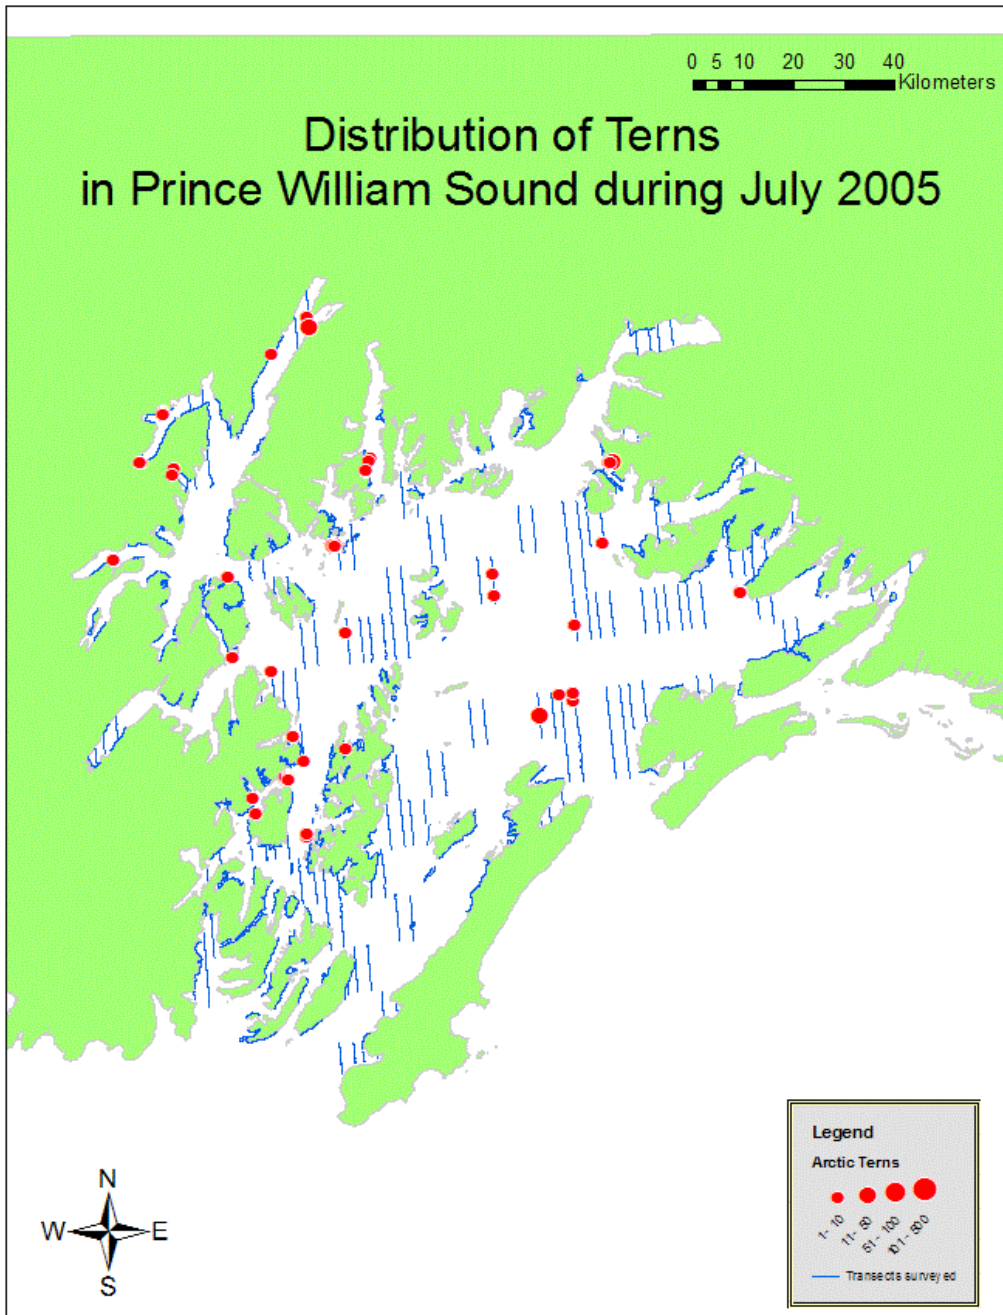 0 5 10 20 30 40
Kilometers
Distribution of Terns
in Prince William Sound during July 2005
N
W E
S
Legend
Arctic Terns
1 - 10
11 - 50
51 - 100
101 - 500
Transects surveyed